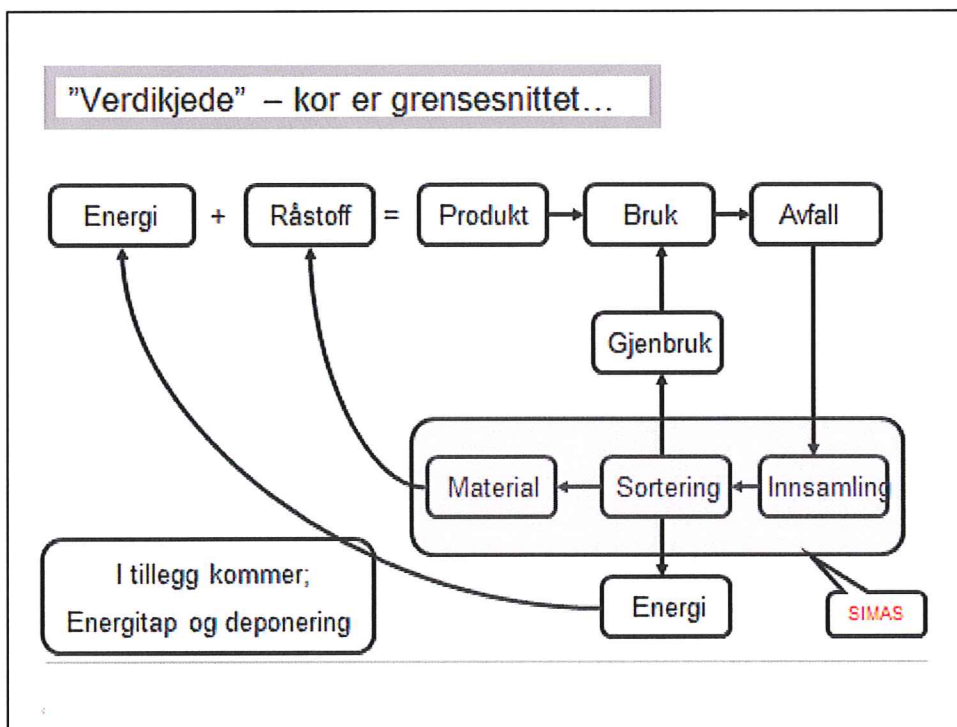 "Verdikjede" – kor er grensesnittet...
Energi + Råstoff = Produkt Bruk Avfall
Gjenbruk
Material Sortering Innsamling
I tillegg kommer;
Energitap og deponering
Energi
SIMAS